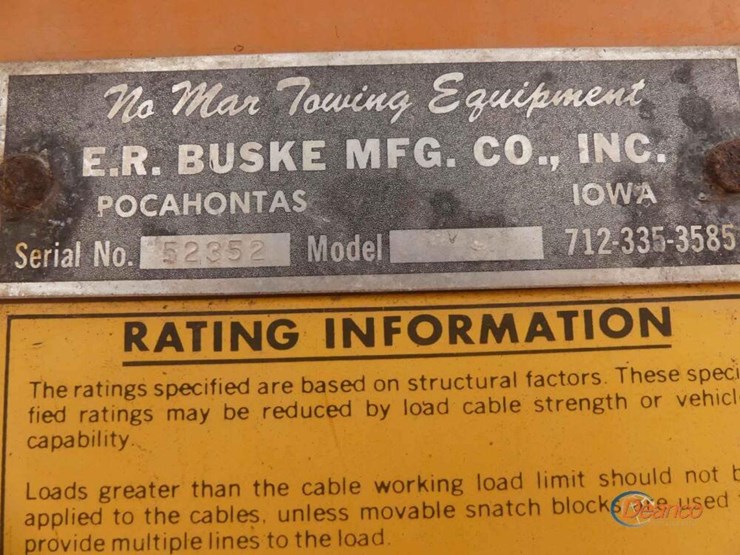 No Mar Towing Equipment
E.R. BUSKE MFG. CO., INC.
POCAHONTAS IOWA
Serial No. 52352 Model 712-335-3585
RATING INFORMATION
The ratings specified are based on structural factors. These speci
fied ratings may be reduced by load cable strength or vehicl
capability.
Loads greater than the cable working load limit should not b
applied to the cables, unless movable snatch blocks are used
provide multiple lines to the load.
Deanco